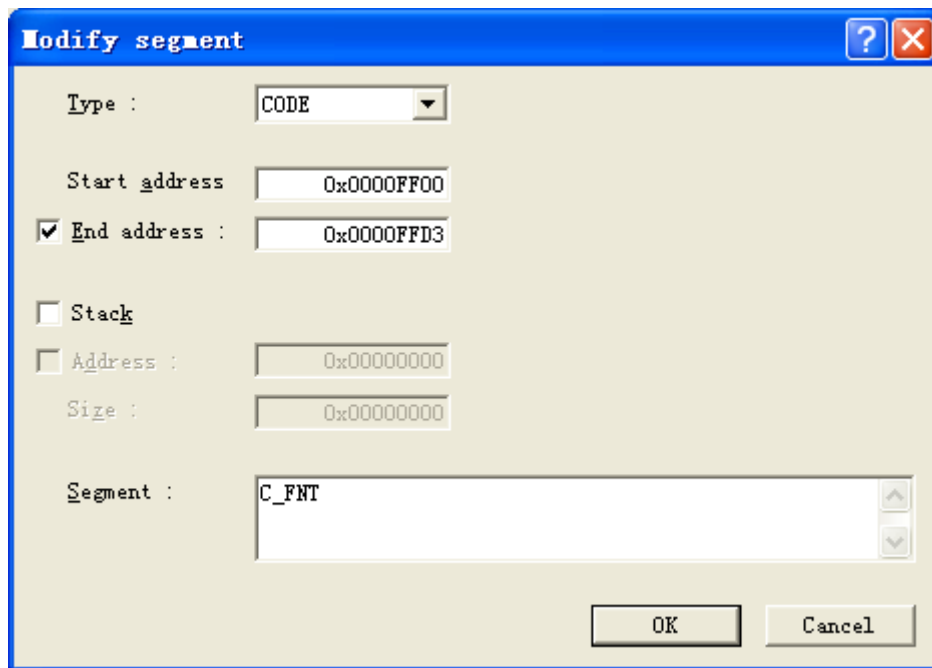 Modify segment
Type :
CODE
Start address
0x0000FF00
End address :
0x0000FFD3
Stack
Address :
0x00000000
Size :
0x00000000
Segment :
C_FNT
OK
Cancel